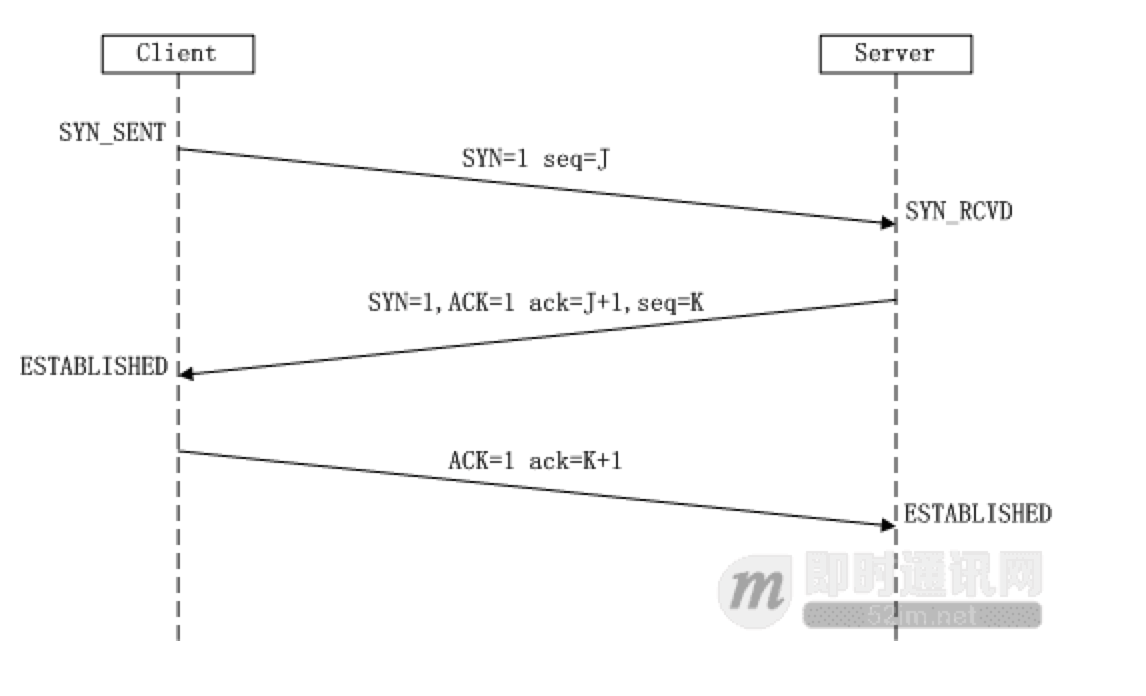 Client
Server
SYN_SENT
SYN=1 seq=J
SYN_RCVD
SYN=1,ACK=1 ack=J+1,seq=K
ESTABLISHED
ACK=1 ack=K+1
ESTABLISHED
m
即时通讯网
52im.net